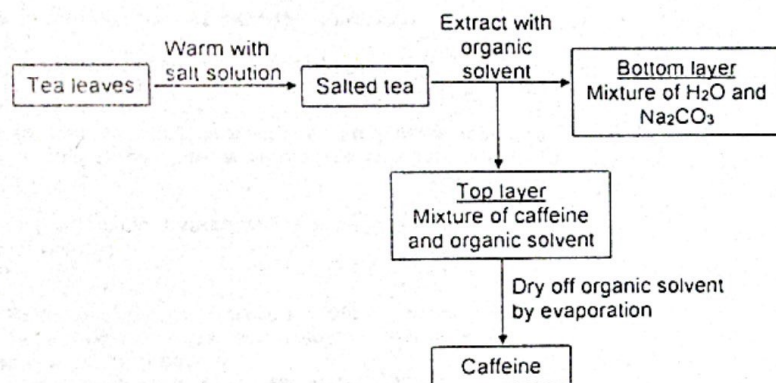 Extract with
organic
solvent
Warm with
salt solution
Tea leaves
Salted tea
Bottom layer
Mixture of H₂O and
Na₂CO₃
Top layer
Mixture of caffeine
and organic solvent
Dry off organic solvent
by evaporation
Caffeine